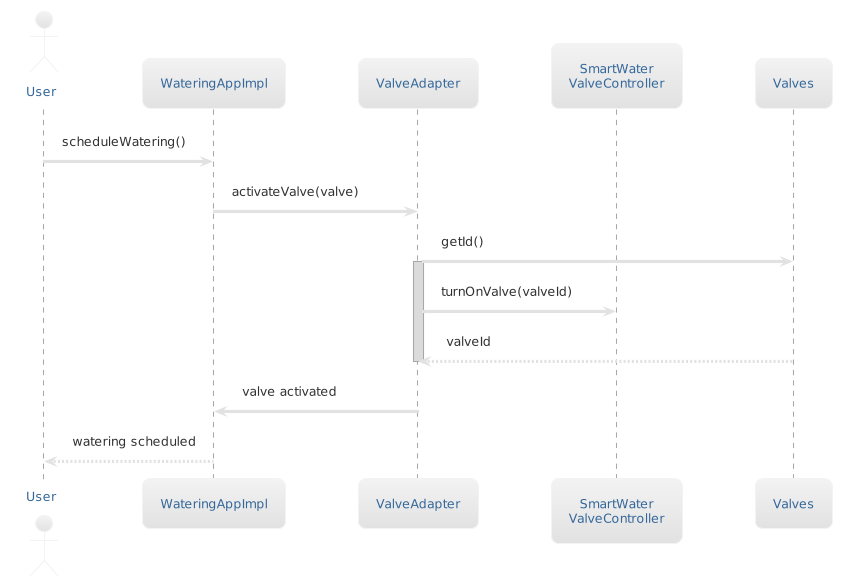 User
WateringAppImpl
ValveAdapter
SmartWater
ValveController
Valves
scheduleWatering()
activateValve(valve)
getId()
turnOnValve(valveId)
valveId
valve activated
watering scheduled
User
WateringAppImpl
ValveAdapter
SmartWater
ValveController
Valves